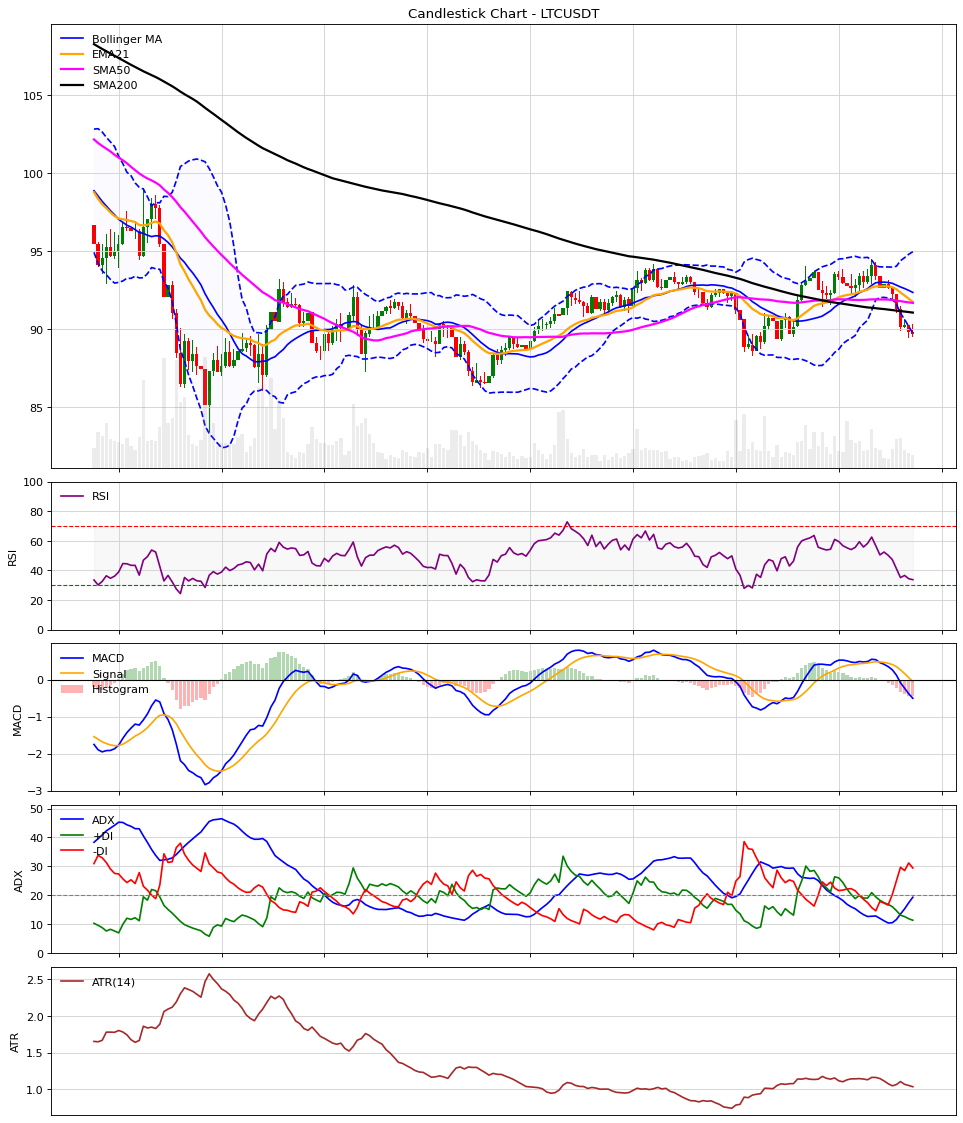 Candlestick Chart - LTCUSDT
Bollinger MA
EMA21
SMA50
SMA200
105
100
95
90
85
RSI
100
80
60
40
20
0
RSI
MACD
Signal
Histogram
0
−1
−2
−3
MACD
ADX
+DI
-DI
50
40
30
20
10
0
ADX
ATR(14)
2.5
2.0
1.5
1.0
ATR